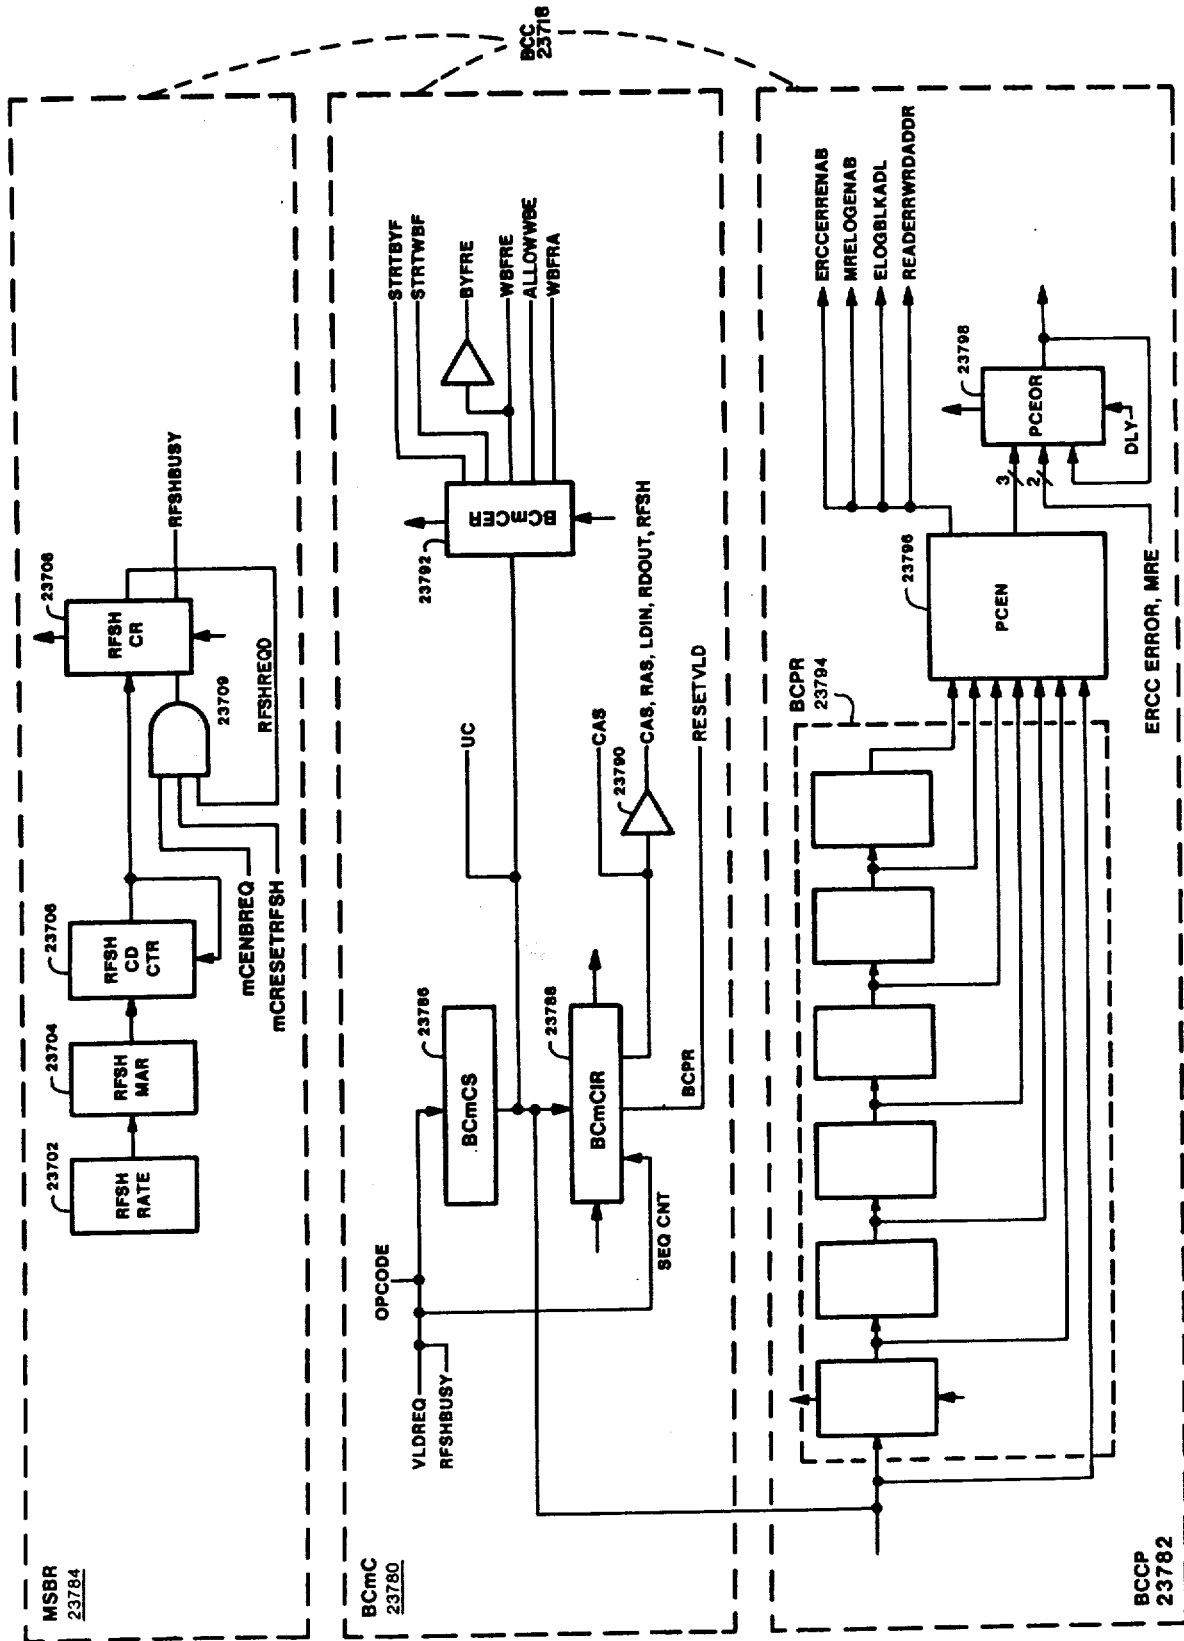 BCC
23716
MSBR
23784
23702
RFSH
RATE
23704
RFSH
MAR
23706
RFSH
CD
CTR
mCENBREQ
mCRESETRFSH
23708
RFSH
CR
23709
RFSHREQD
RFSHBUSY
BCmC
23780
OPCODE
VLDREQ
RFSHBUSY
23786
BCmCS
23788
BCmCIR
SEQ CNT
BCPR
UC
CAS
23790
CAS, RAS, LDIN, RDOUT, RFSH
RESETVLD
23792
BCmCER
STRTBYF
STRTWBF
BYFRE
WBFRE
ALLOWWBE
WBFRA
BCCP
23782
BCPR
23794
23796
PCEN
ERCC ERROR, MRE
3
2
23798
PCEOR
DLY
ERCCERRENAB
MRELOGENAB
ELOGBLKADL
READERRWRDADDR